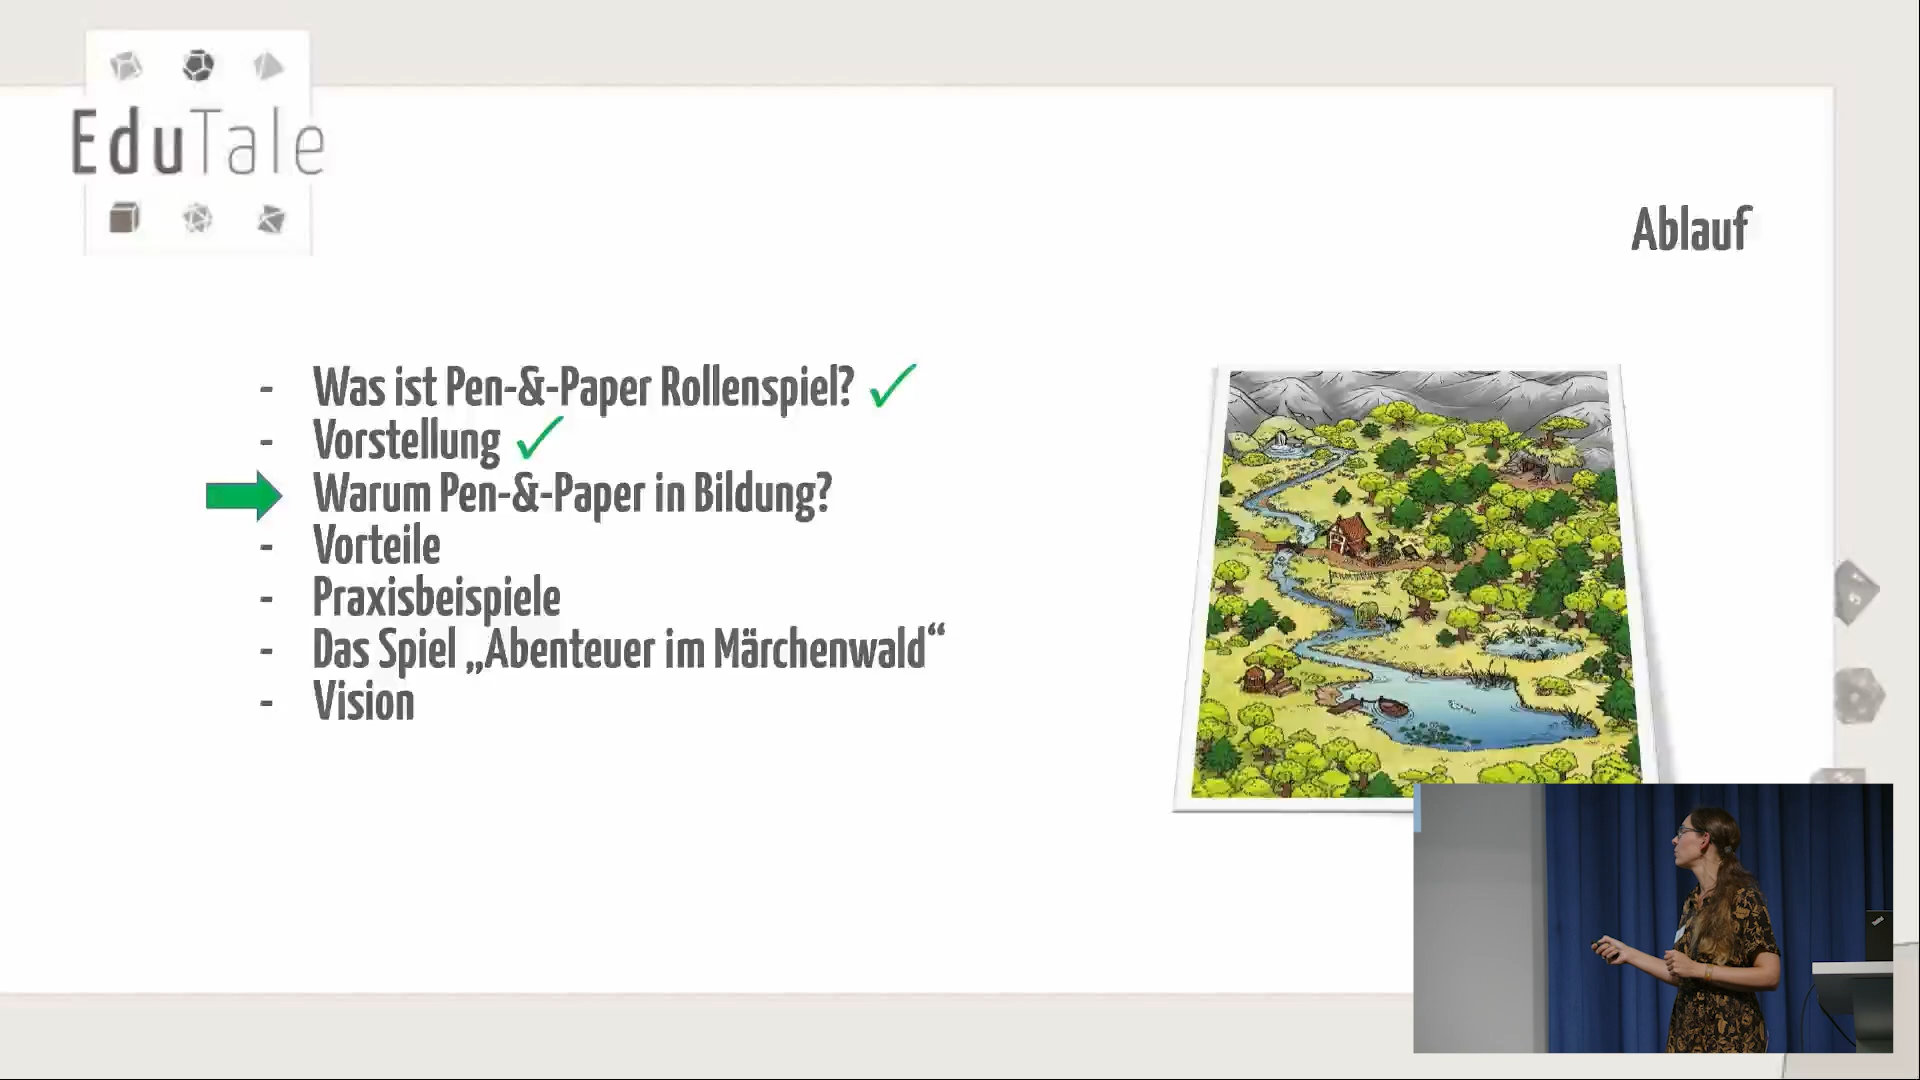 EduTale
Ablauf
- Was ist Pen-&-Paper Rollenspiel? ✓
- Vorstellung ✓
Warum Pen-&-Paper in Bildung?
- Vorteile
- Praxisbeispiele
- Das Spiel „Abenteuer im Märchenwald“
- Vision